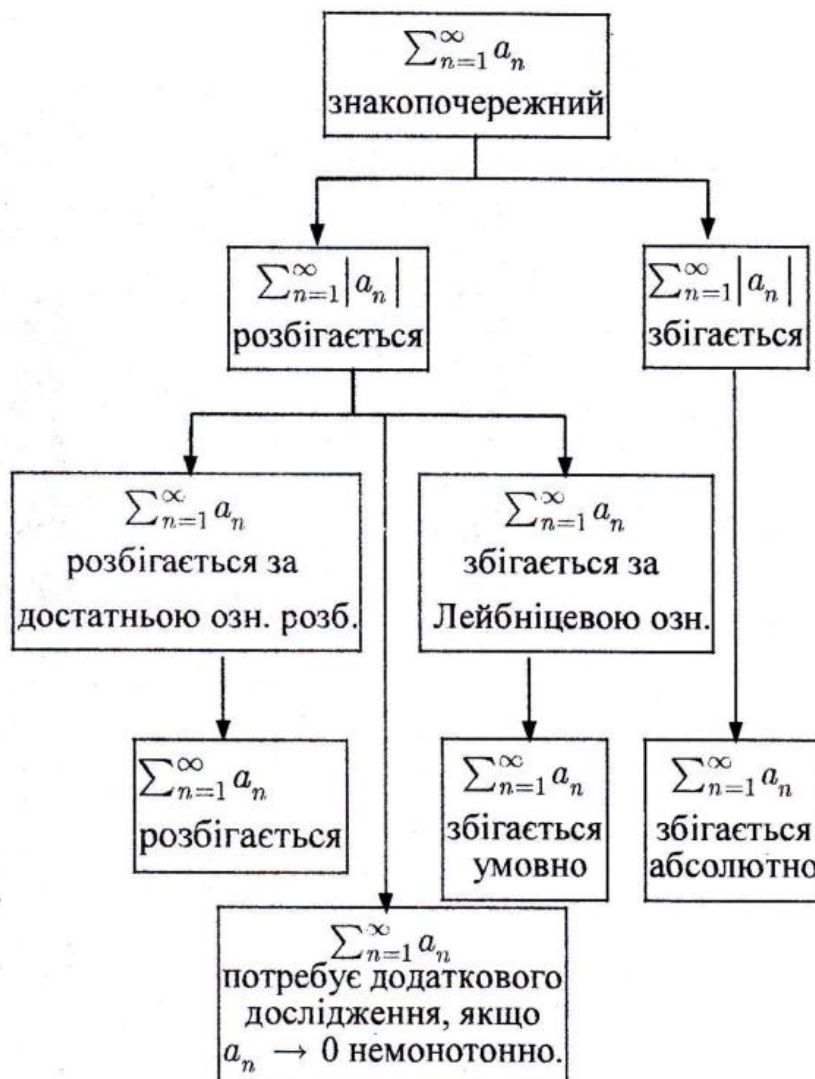 ∑_{n=1}^{∞} a_n
знакопочережний
∑_{n=1}^{∞} |a_n|
розбігається
∑_{n=1}^{∞} |a_n|
збігається
∑_{n=1}^{∞} a_n
розбігається за
достатньою озн. розб.
∑_{n=1}^{∞} a_n
збігається за
Лейбніцевою озн.
∑_{n=1}^{∞} a_n
розбігається
∑_{n=1}^{∞} a_n
збігається
умовно
∑_{n=1}^{∞} a_n
збігається
абсолютно
∑_{n=1}^{∞} a_n
потребує додаткового
дослідження, якщо
a_n → 0 немонотонно.